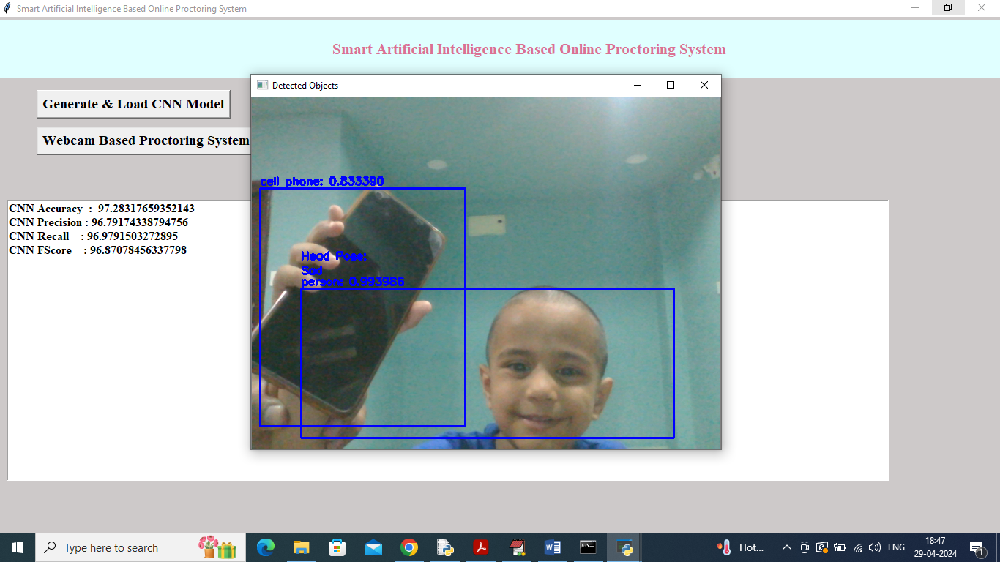 Smart Artificial Intelligence Based Online Proctoring System
Smart Artificial Intelligence Based Online Proctoring System
Generate & Load CNN Model
Webcam Based Proctoring System
Detected Objects
cell phone: 0.833390
Head Pose:
Sad
person: 0.993986
CNN Accuracy : 97.28317659352143
CNN Precision : 96.79174338794756
CNN Recall : 96.9791503272895
CNN FScore : 96.87078456337798
Type here to search
Hot...
ENG
18:47
29-04-2024
1